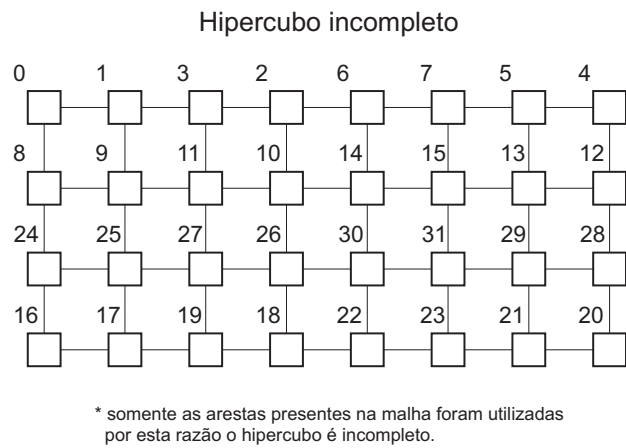 Hipercubo incompleto
0 1 3 2 6 7 5 4
8 9 11 10 14 15 13 12
24 25 27 26 30 31 29 28
16 17 19 18 22 23 21 20
* somente as arestas presentes na malha foram utilizadas
por esta razão o hipercubo é incompleto.